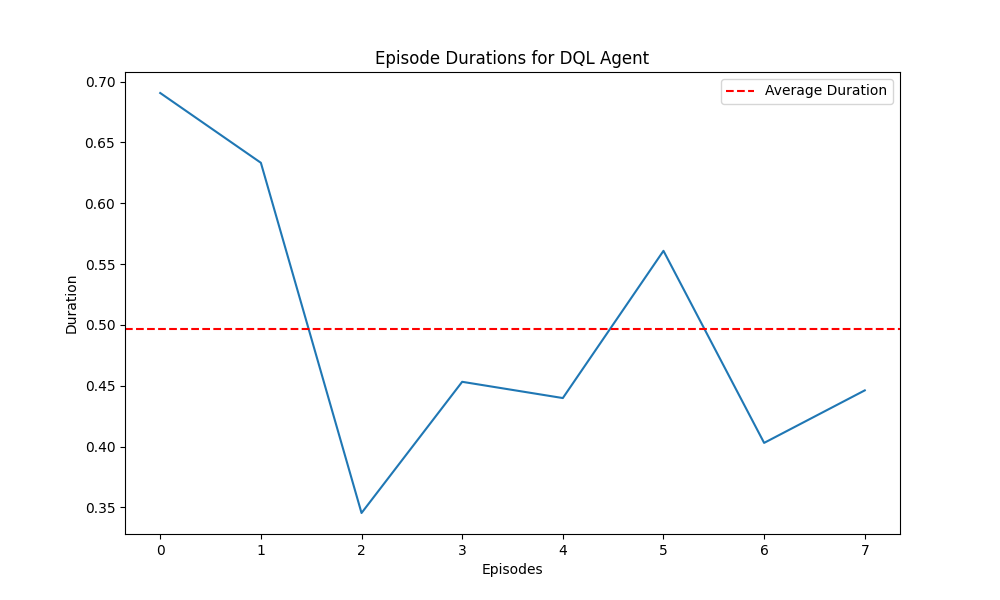 Episode Durations for DQL Agent
Average Duration
0.70
0.65
0.60
0.55
0.50
0.45
0.40
0.35
Duration
0 1 2 3 4 5 6 7
Episodes